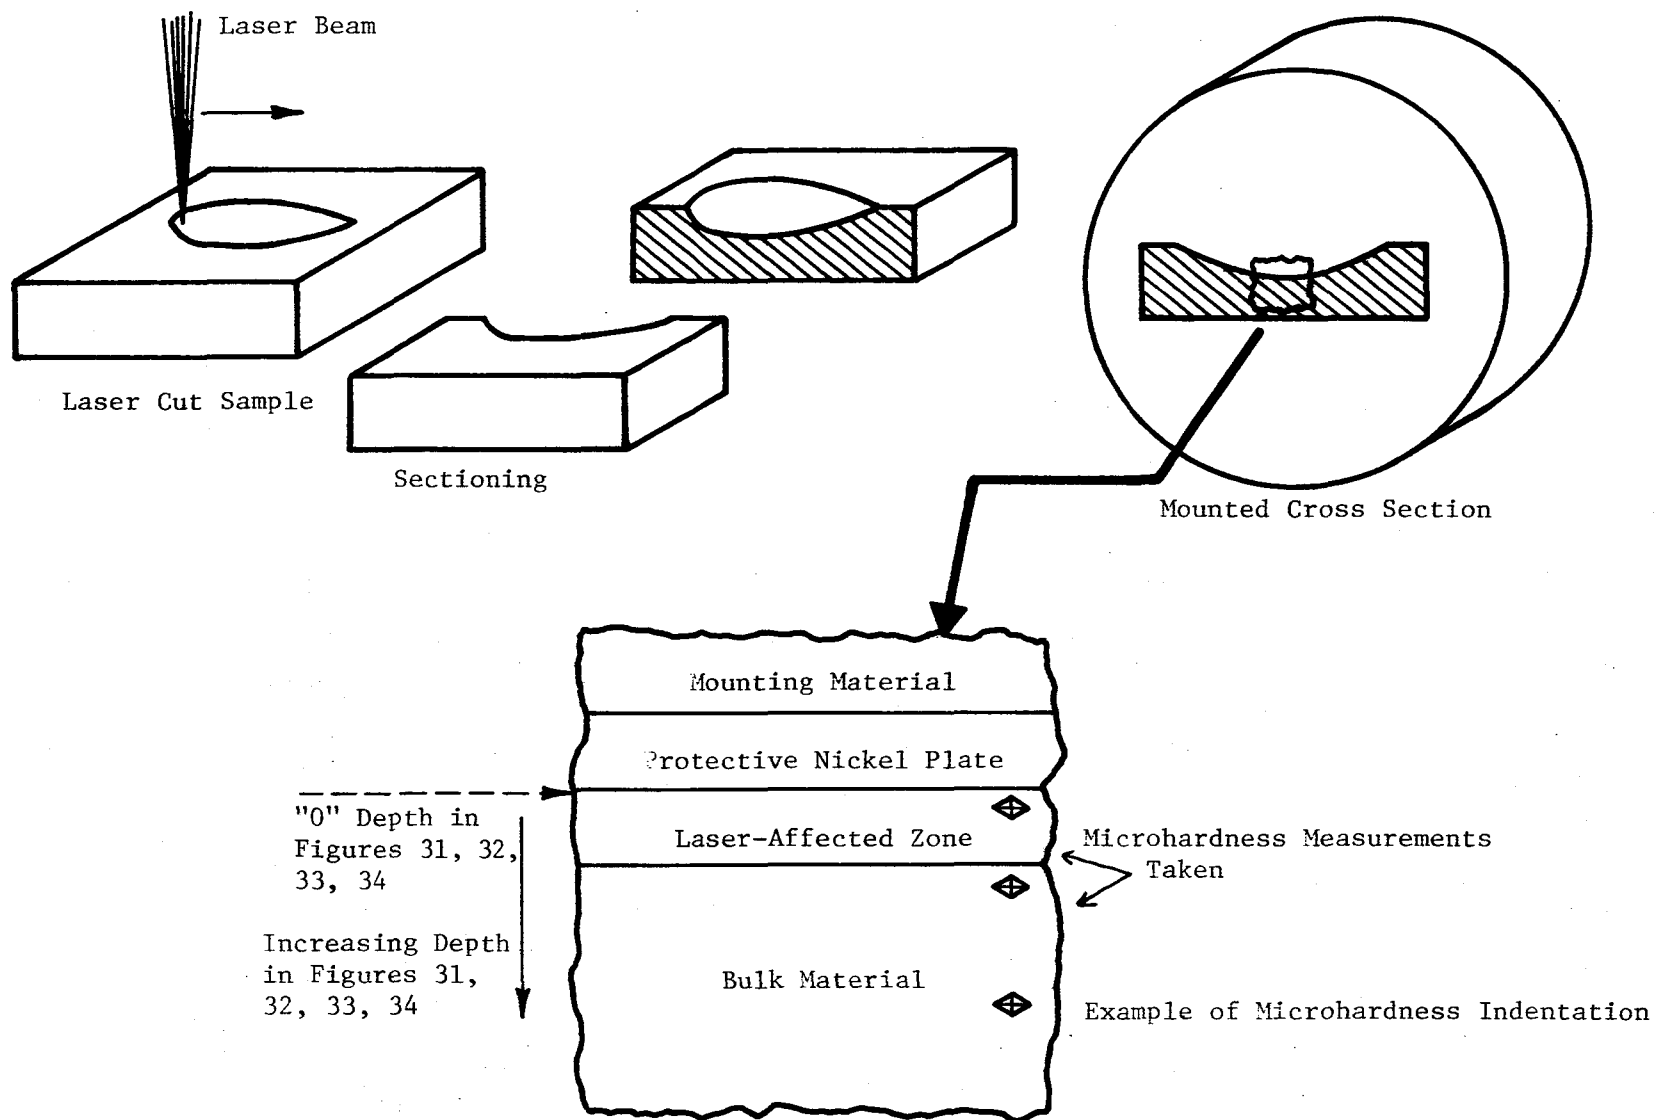 Laser Beam
Laser Cut Sample
Sectioning
Mounted Cross Section
Mounting Material
Protective Nickel Plate
"0" Depth in
Figures 31, 32,
33, 34
Laser-Affected Zone
Microhardness Measurements
Taken
Increasing Depth
in Figures 31,
32, 33, 34
Bulk Material
Example of Microhardness Indentation